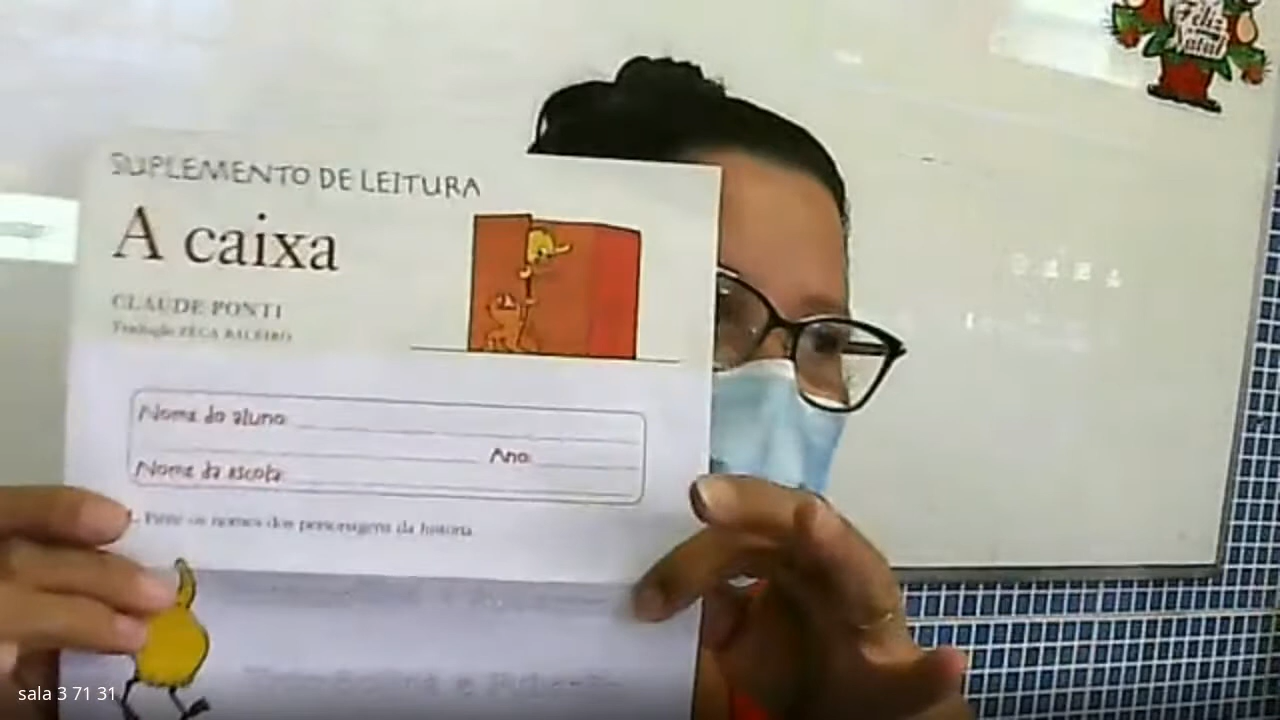 Feliz
Natal
SUPLEMENTO DE LEITURA
A caixa
CLAUDE PONTI
Tradução ZECA BALEIRO
Nome do aluno:
Ano:
Nome da escola:
1. os nomes dos personagens da história.
e
sala 3 71 31